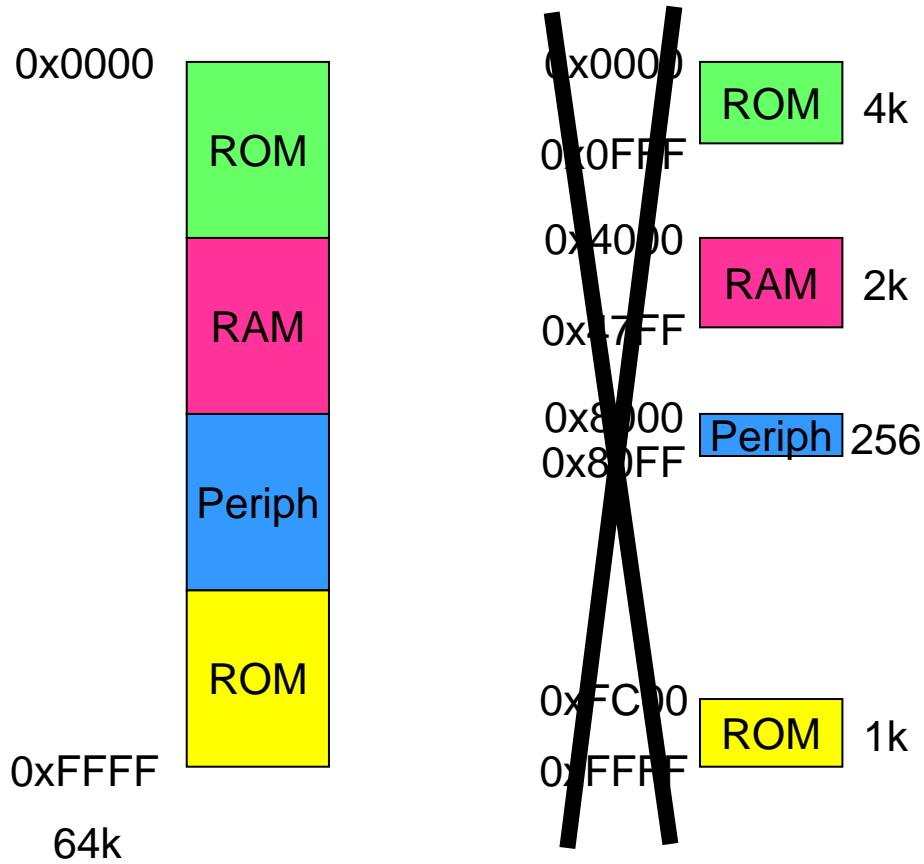 0x0000
ROM
RAM
Periph
ROM
0xFFFF
64k
0x0000
ROM
4k
0x0FFF
0x4000
RAM
2k
0x47FF
0x8000
Periph
256
0x80FF
0xFC00
ROM
1k
0xFFFF